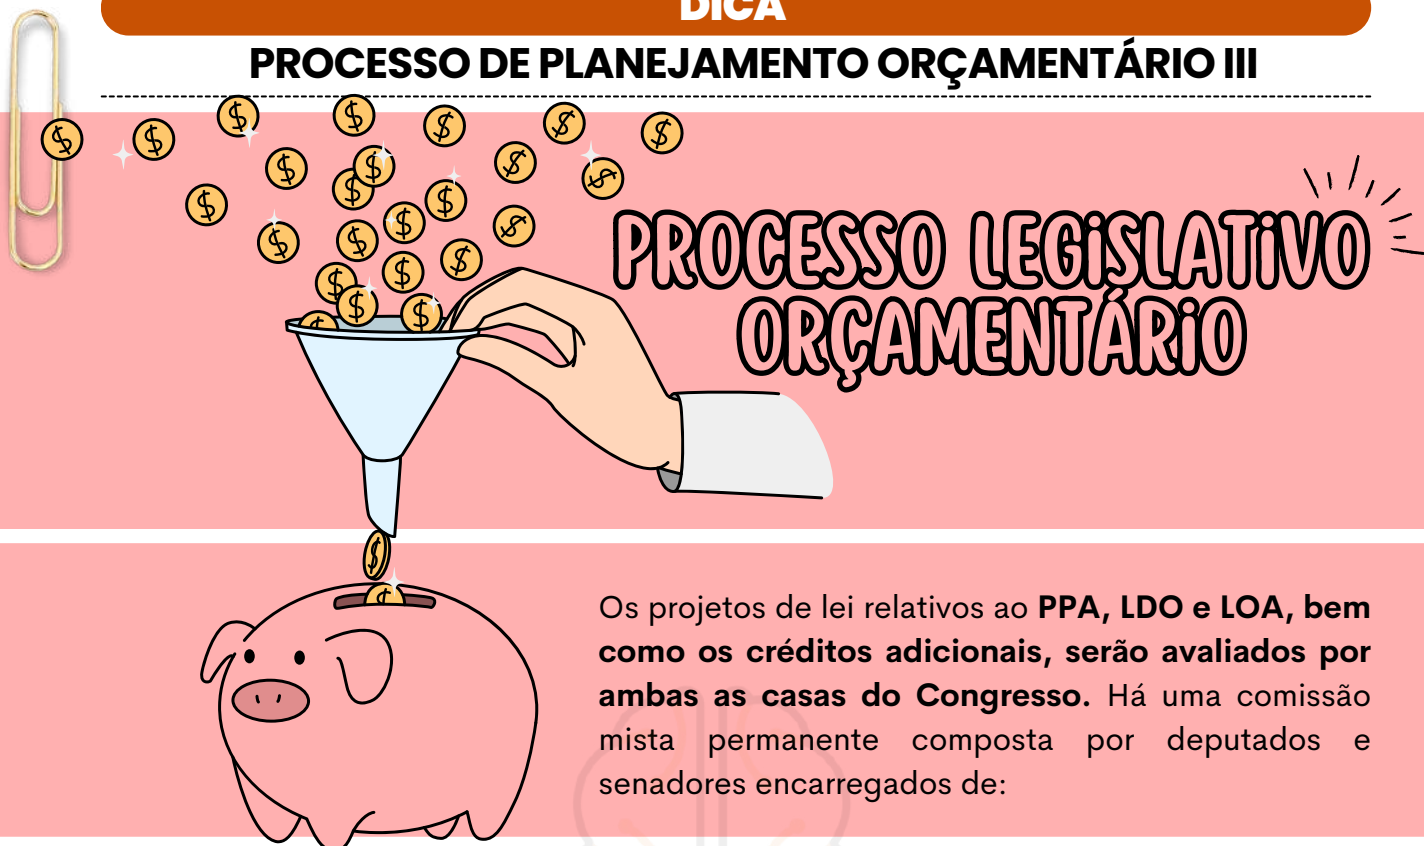 DICA
PROCESSO DE PLANEJAMENTO ORÇAMENTÁRIO III
PROCESSO LEGiSLATiVO
ORÇAMENTÁRiO
Os projetos de lei relativos ao PPA, LDO e LOA, bem
como os créditos adicionais, serão avaliados por
ambas as casas do Congresso. Há uma comissão
mista permanente composta por deputados e
senadores encarregados de: